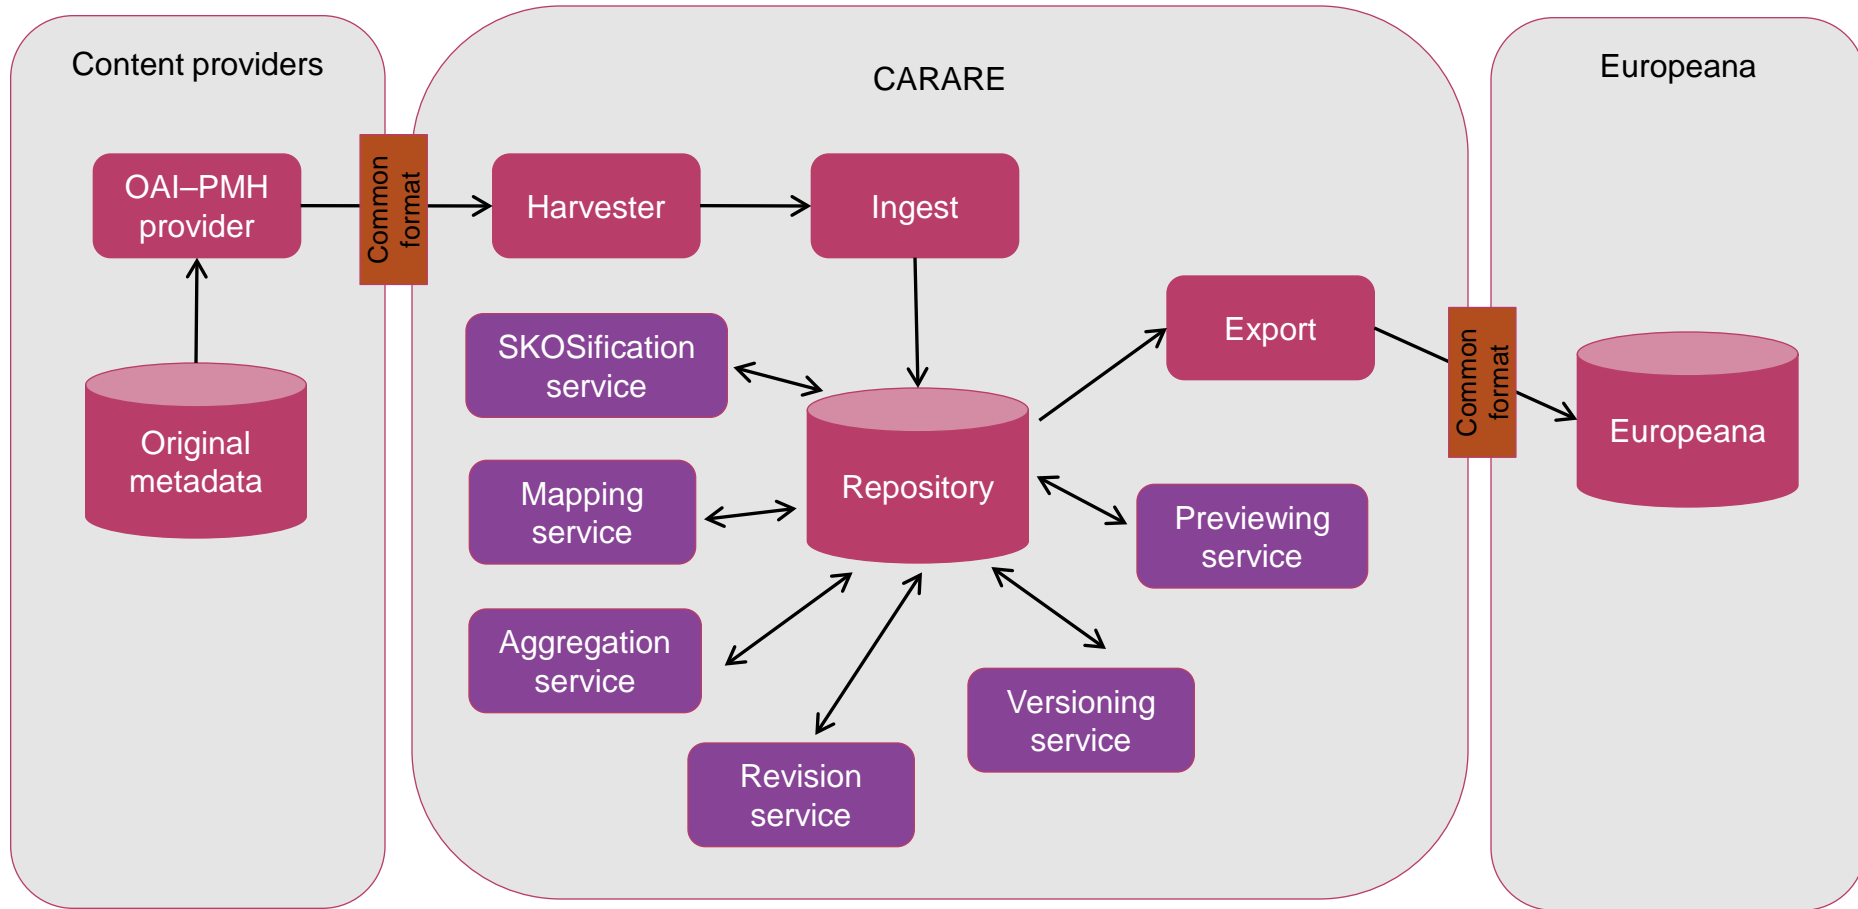 Content providers
CARARE
Europeana
OAI–PMH
provider
Common
format
Harvester
Ingest
Original
metadata
SKOSification
service
Mapping
service
Aggregation
service
Revision
service
Repository
Versioning
service
Previewing
service
Export
Common
format
Europeana